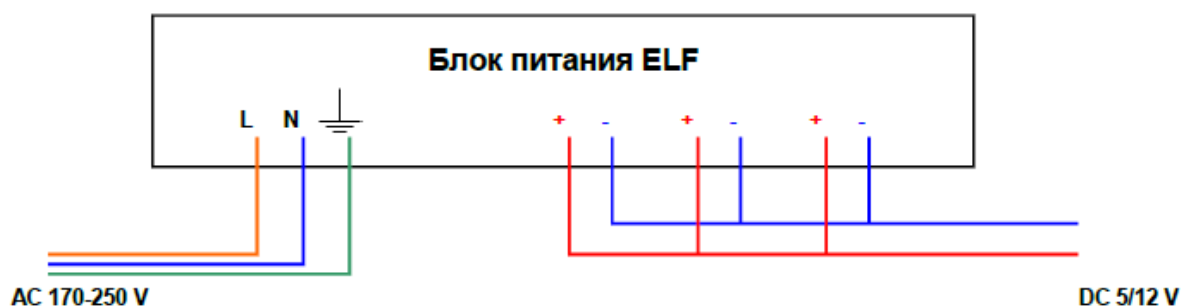 Блок питания ELF
L N + - + - + -
AC 170-250 V DC 5/12 V